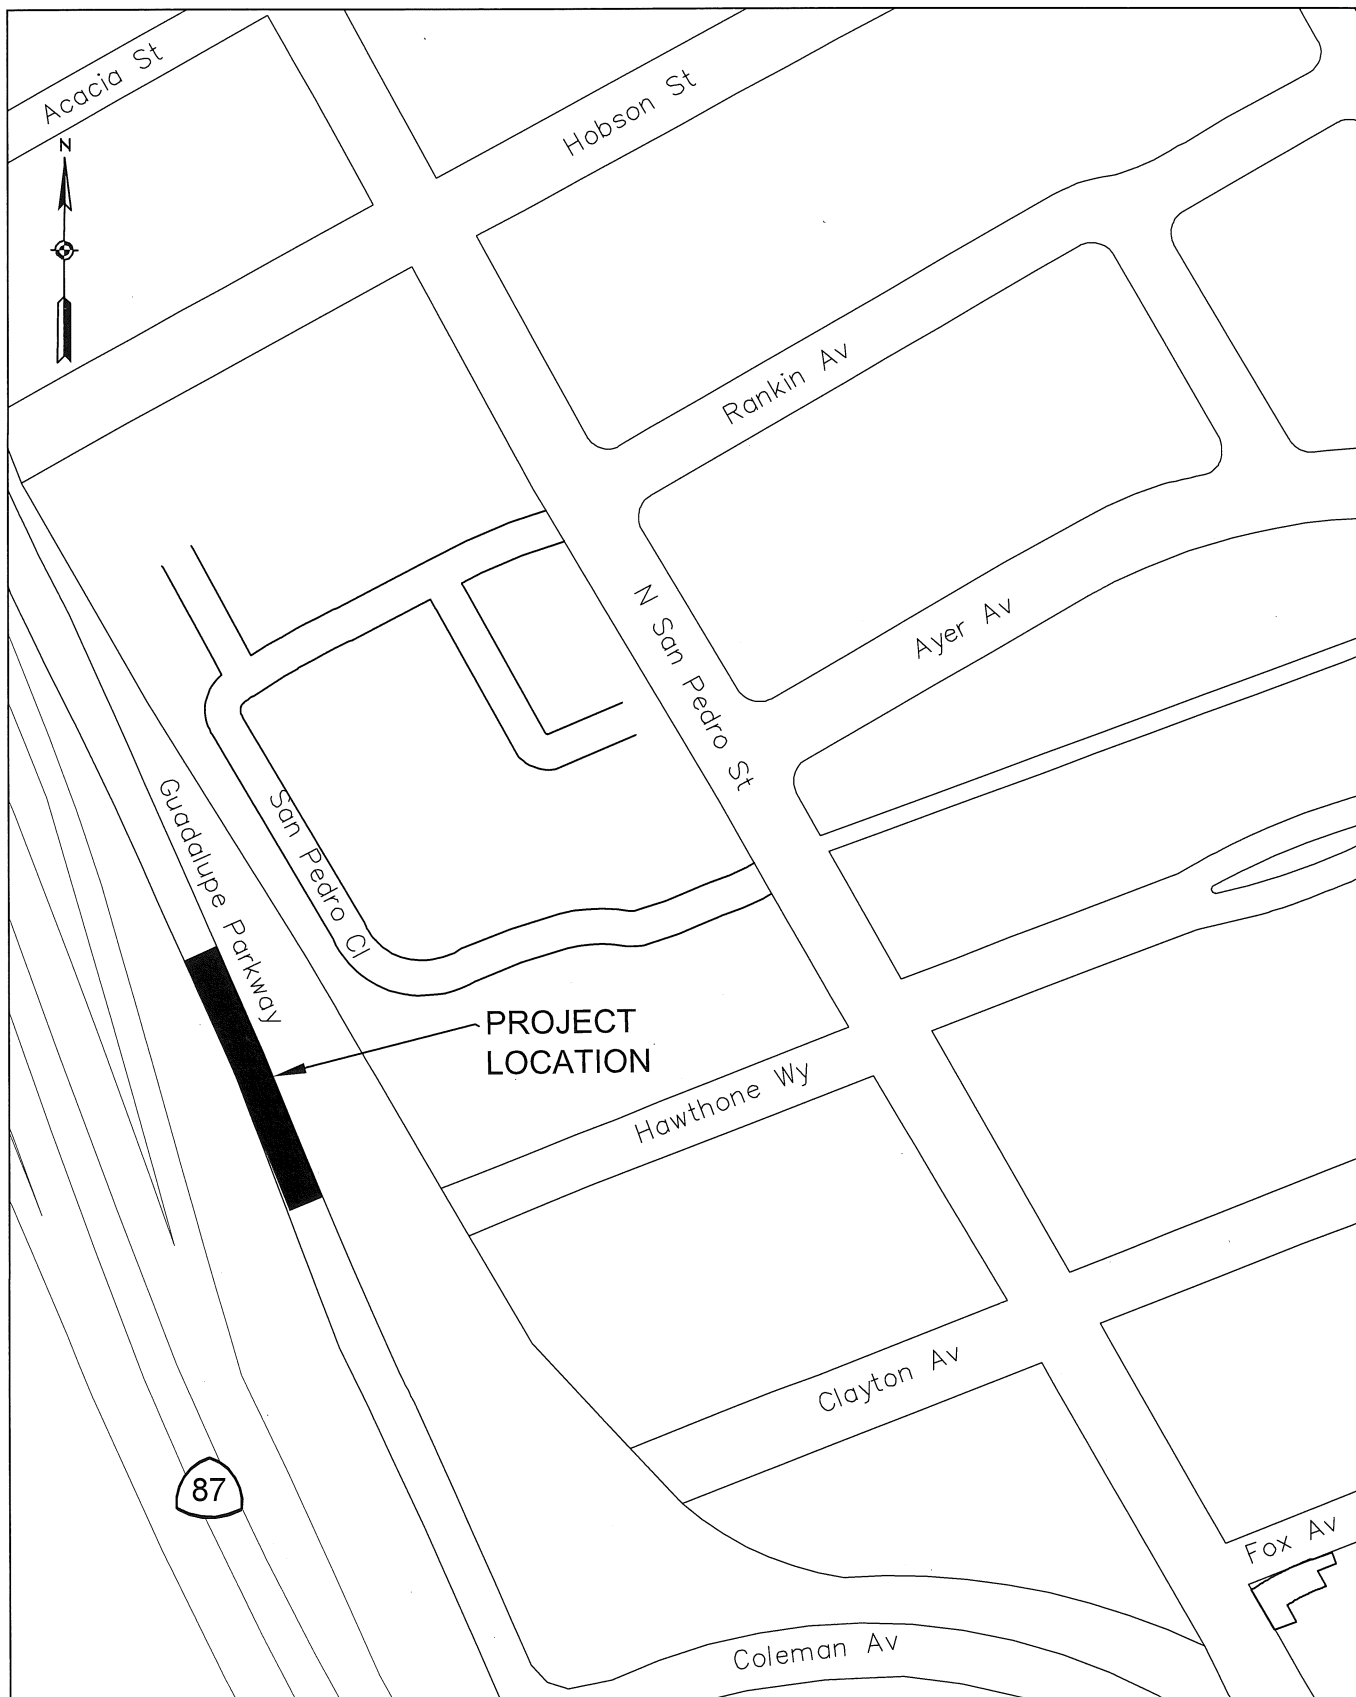 Acacia St
N
Hobson St
Rankin Av
N San Pedro St
Ayer Av
Guadalupe Parkway
San Pedro Cl
PROJECT
LOCATION
Hawthone Wy
Clayton Av
87
Fox Av
Coleman Av